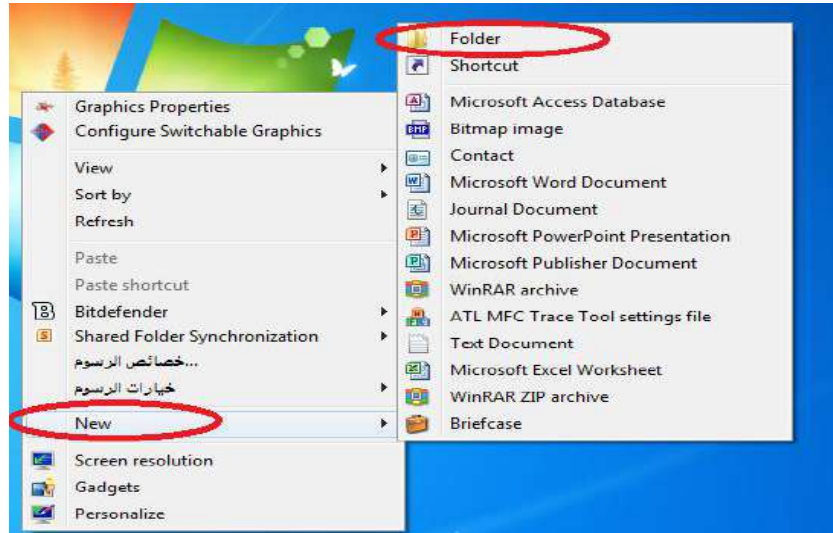 Graphics Properties
Configure Switchable Graphics
View
Sort by
Refresh
Paste
Paste shortcut
Bitdefender
Shared Folder Synchronization
خصائص الرسوم...
خيارات الرسوم
New
Screen resolution
Gadgets
Personalize
Folder
Shortcut
Microsoft Access Database
Bitmap image
Contact
Microsoft Word Document
Journal Document
Microsoft PowerPoint Presentation
Microsoft Publisher Document
WinRAR archive
ATL MFC Trace Tool settings file
Text Document
Microsoft Excel Worksheet
WinRAR ZIP archive
Briefcase